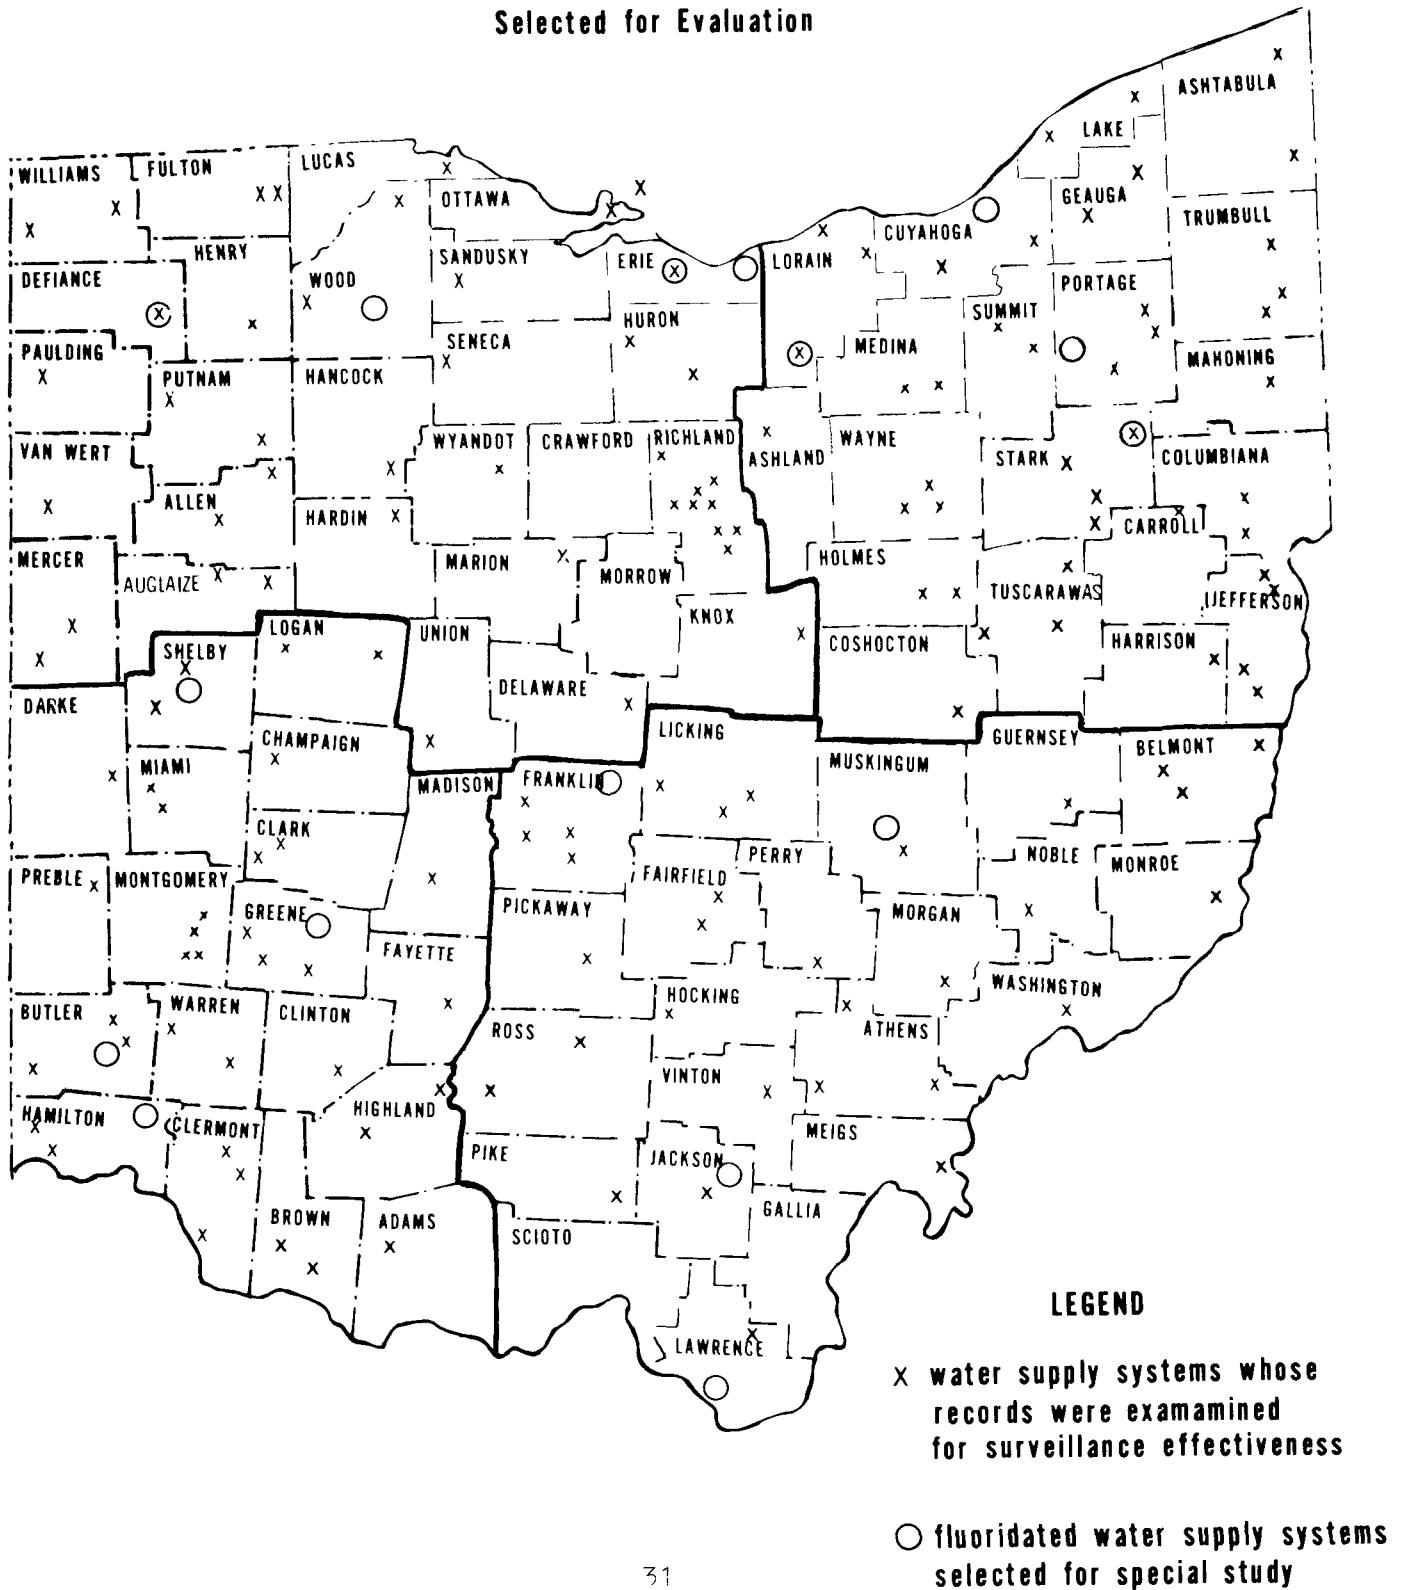 Selected for Evaluation
ASHTABULA
LAKE
WILLIAMS
FULTON
LUCAS
OTTAWA
GEAUGA
TRUMBULL
HENRY
SANDUSKY
ERIE
LORAIN
CUYAHOGA
DEFIANCE
WOOD
PORTAGE
SUMMIT
HURON
SENECA
MEDINA
MAHONING
PAULDING
PUTNAM
HANCOCK
VAN WERT
WYANDOT
CRAWFORD
RICHLAND
ASHLAND
WAYNE
STARK
COLUMBIANA
ALLEN
HARDIN
CARROLL
MERCER
AUGLAIZE
MARION
MORROW
HOLMES
TUSCARAWAS
JEFFERSON
KNOX
LOGAN
UNION
COSHOCTON
HARRISON
SHELBY
DELAWARE
DARKE
CHAMPAIGN
LICKING
GUERNSEY
BELMONT
MIAMI
MADISON
FRANKLIN
MUSKINGUM
CLARK
PERRY
NOBLE
MONROE
PREBLE
MONTGOMERY
FAIRFIELD
GREENE
PICKAWAY
MORGAN
FAYETTE
WASHINGTON
BUTLER
WARREN
CLINTON
HOCKING
ROSS
ATHENS
VINTON
HAMILTON
CLERMONT
HIGHLAND
MEIGS
PIKE
JACKSON
BROWN
ADAMS
SCIOTO
GALLIA
LAWRENCE
LEGEND
X water supply systems whose
records were examamined
for surveillance effectiveness
○ fluoridated water supply systems
selected for special study
31